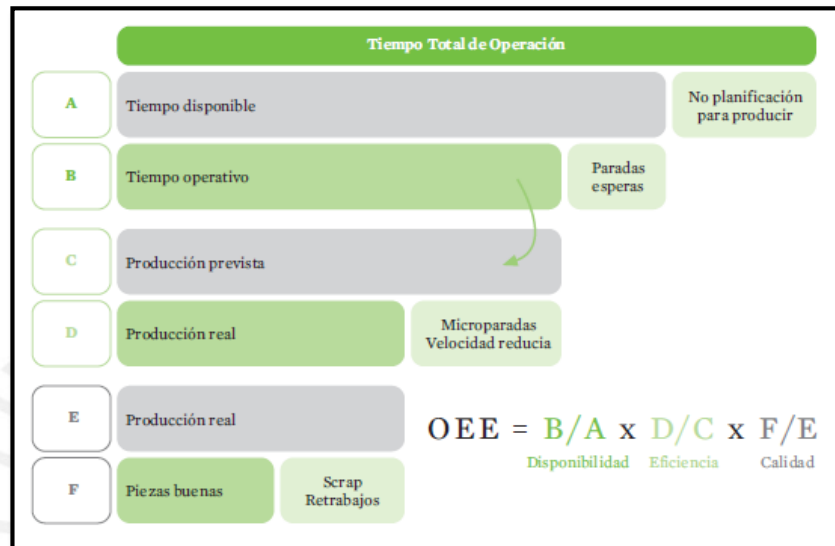 Tiempo Total de Operación
A
Tiempo disponible
No planificación
para producir
B
Tiempo operativo
Paradas
esperas
C
Producción prevista
D
Producción real
Microparadas
Velocidad reducia
E
Producción real
OEE = B/A x D/C x F/E
Disponibilidad Eficiencia Calidad
F
Piezas buenas
Scrap
Retrabajos